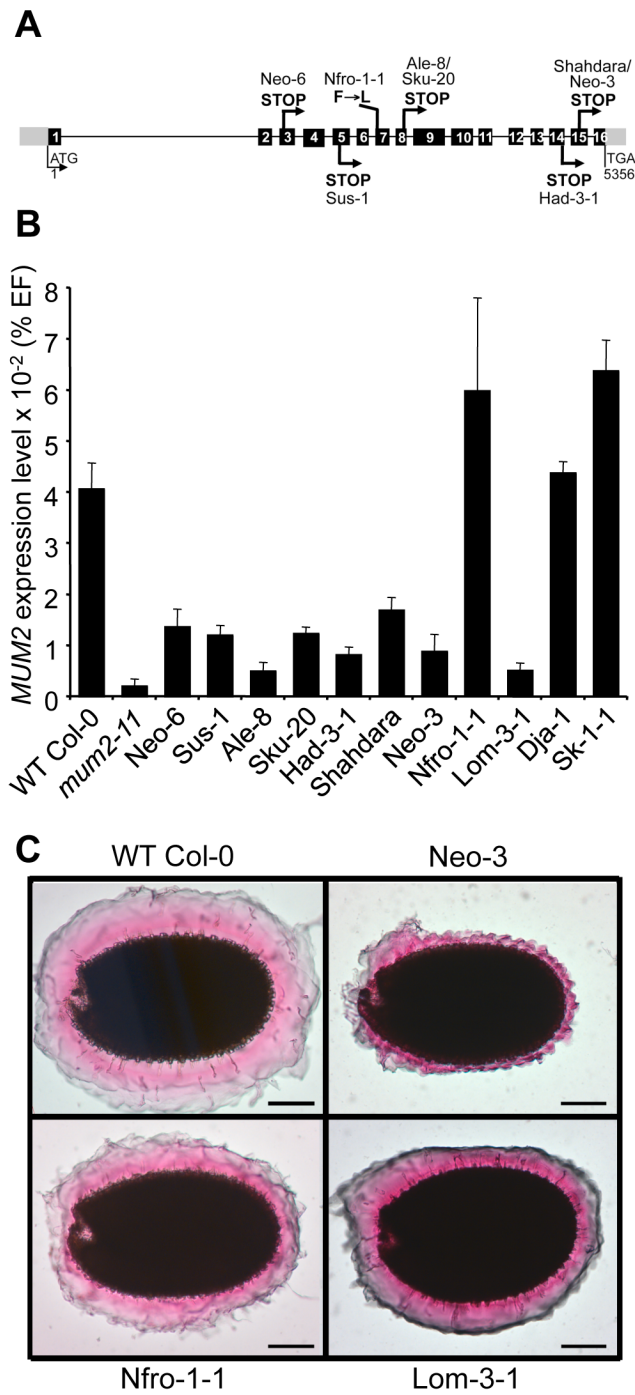 A
Neo-6
STOP
Nfro-1-1
F→L
Ale-8/
Sku-20
STOP
Shahdara/
Neo-3
STOP
1 2 3 4 5 6 7 8 9 10 11 12 13 14 15 16
ATG
1
STOP
Sus-1
STOP
Had-3-1
TGA
5356
B
MUM2 expression level x 10-2 (% EF)
8
7
6
5
4
3
2
1
0
WT Col-0
mum2-11
Neo-6
Sus-1
Ale-8
Sku-20
Had-3-1
Shahdara
Neo-3
Nfro-1-1
Lom-3-1
Dja-1
Sk-1-1
C
WT Col-0 Neo-3
Nfro-1-1 Lom-3-1